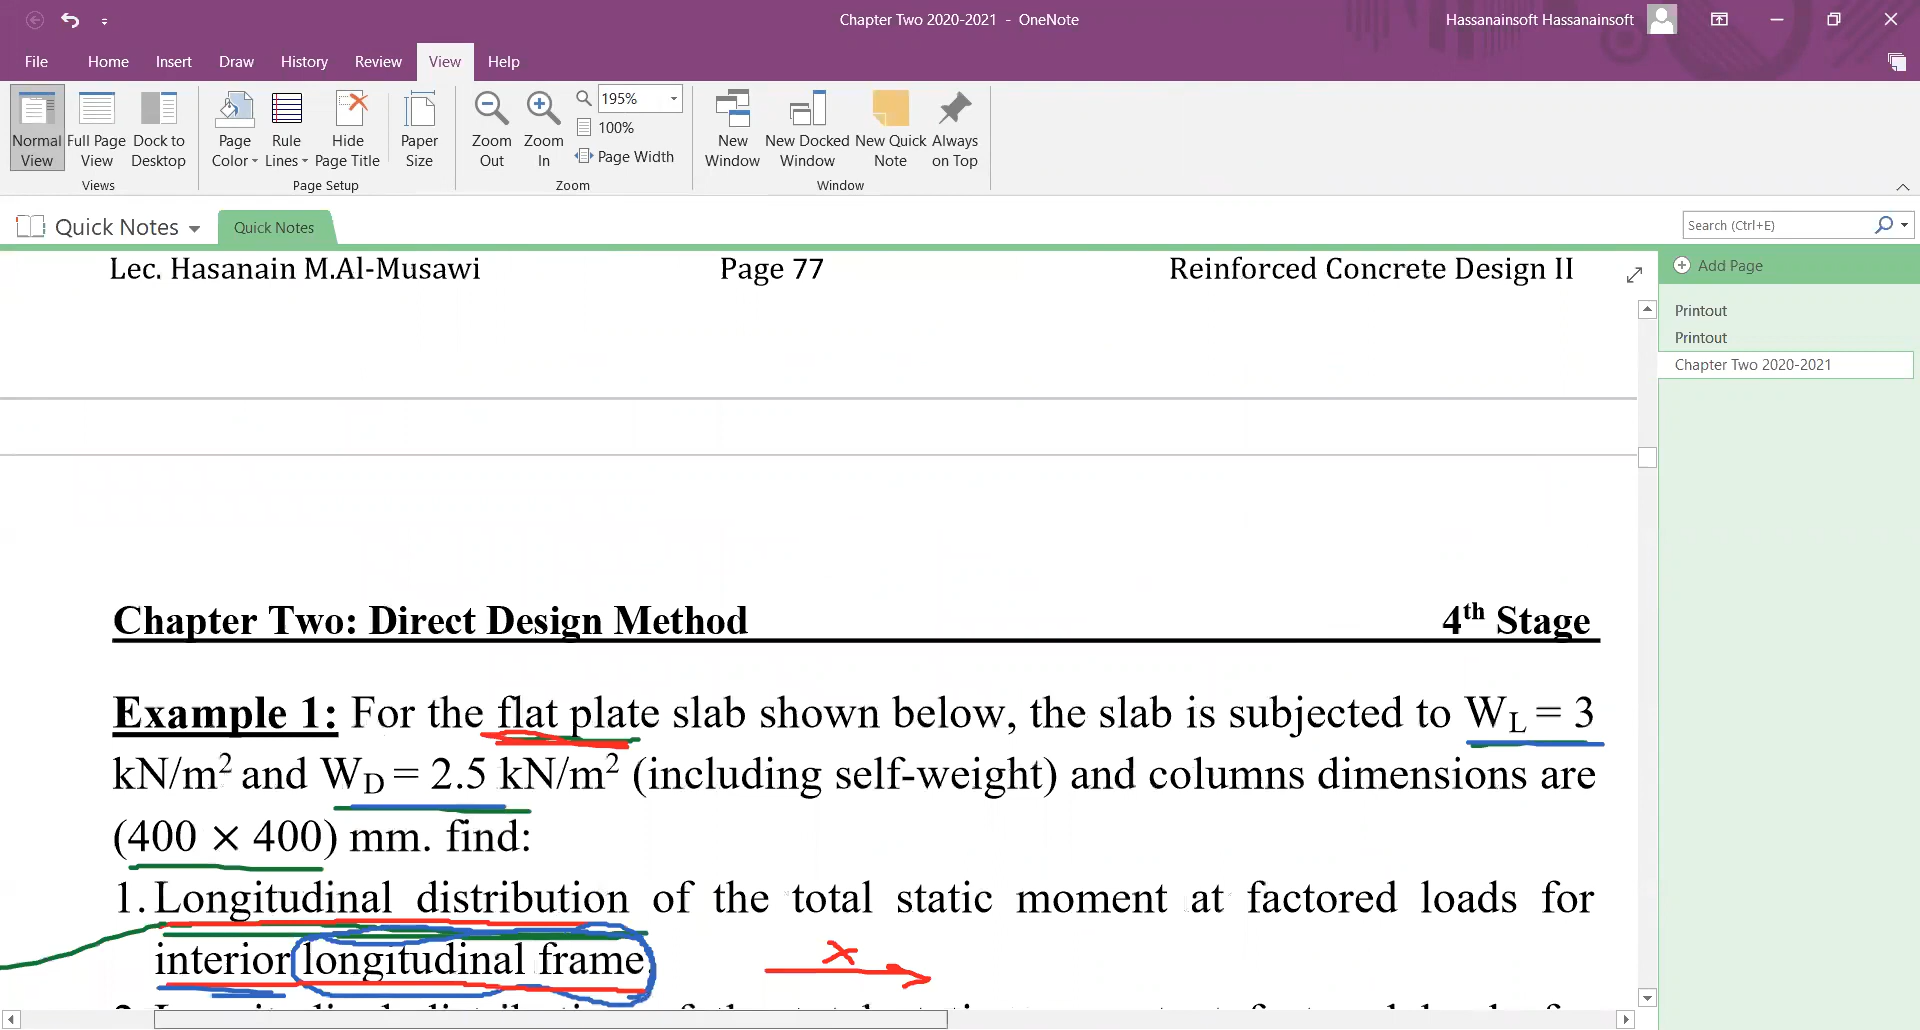 Chapter Two 2020-2021 - OneNote
Hassanainsoft Hassanainsoft
File Home Insert Draw History Review View Help
Normal View
Full Page View
Dock to Desktop
Views
Page Color
Rule Lines
Hide Page Title
Paper Size
Page Setup
Zoom Out
Zoom In
195%
100%
Page Width
Zoom
New Window
New Docked Window
New Quick Note
Always on Top
Window
Quick Notes
Quick Notes
Search (Ctrl+E)
Lec. Hasanain M.Al-Musawi Page 77 Reinforced Concrete Design II
Add Page
Printout
Printout
Chapter Two 2020-2021
Chapter Two: Direct Design Method 4th Stage
Example 1: For the flat plate slab shown below, the slab is subjected to WL = 3
kN/m² and WD = 2.5 kN/m² (including self-weight) and columns dimensions are
(400 × 400) mm. find:
1. Longitudinal distribution of the total static moment at factored loads for
interior longitudinal frame.
x